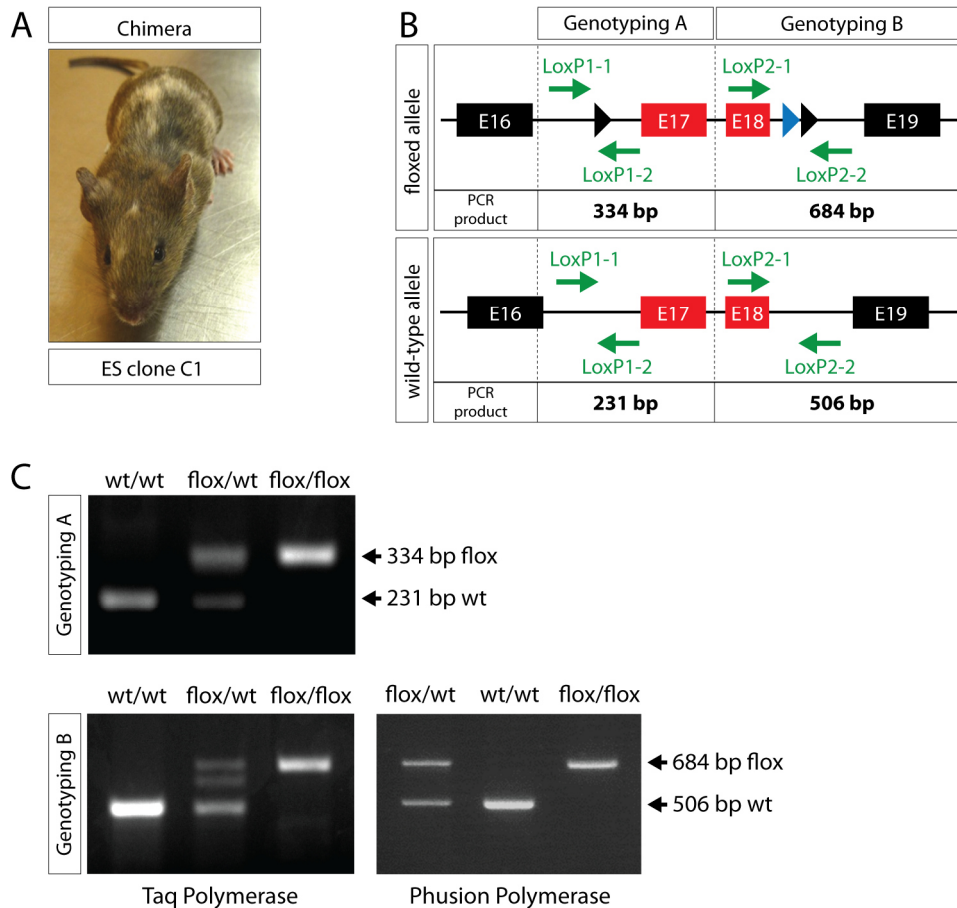 A
Chimera
ES clone C1
B
Genotyping A
Genotyping B
floxed allele
LoxP1-1
LoxP2-1
E16
E17
E18
E19
LoxP1-2
LoxP2-2
PCR
product
334 bp
684 bp
wild-type allele
LoxP1-1
LoxP2-1
E16
E17
E18
E19
LoxP1-2
LoxP2-2
PCR
product
231 bp
506 bp
C
wt/wt flox/wt flox/flox
Genotyping A
334 bp flox
231 bp wt
wt/wt flox/wt flox/flox
Genotyping B
Taq Polymerase
flox/wt wt/wt flox/flox
684 bp flox
506 bp wt
Phusion Polymerase